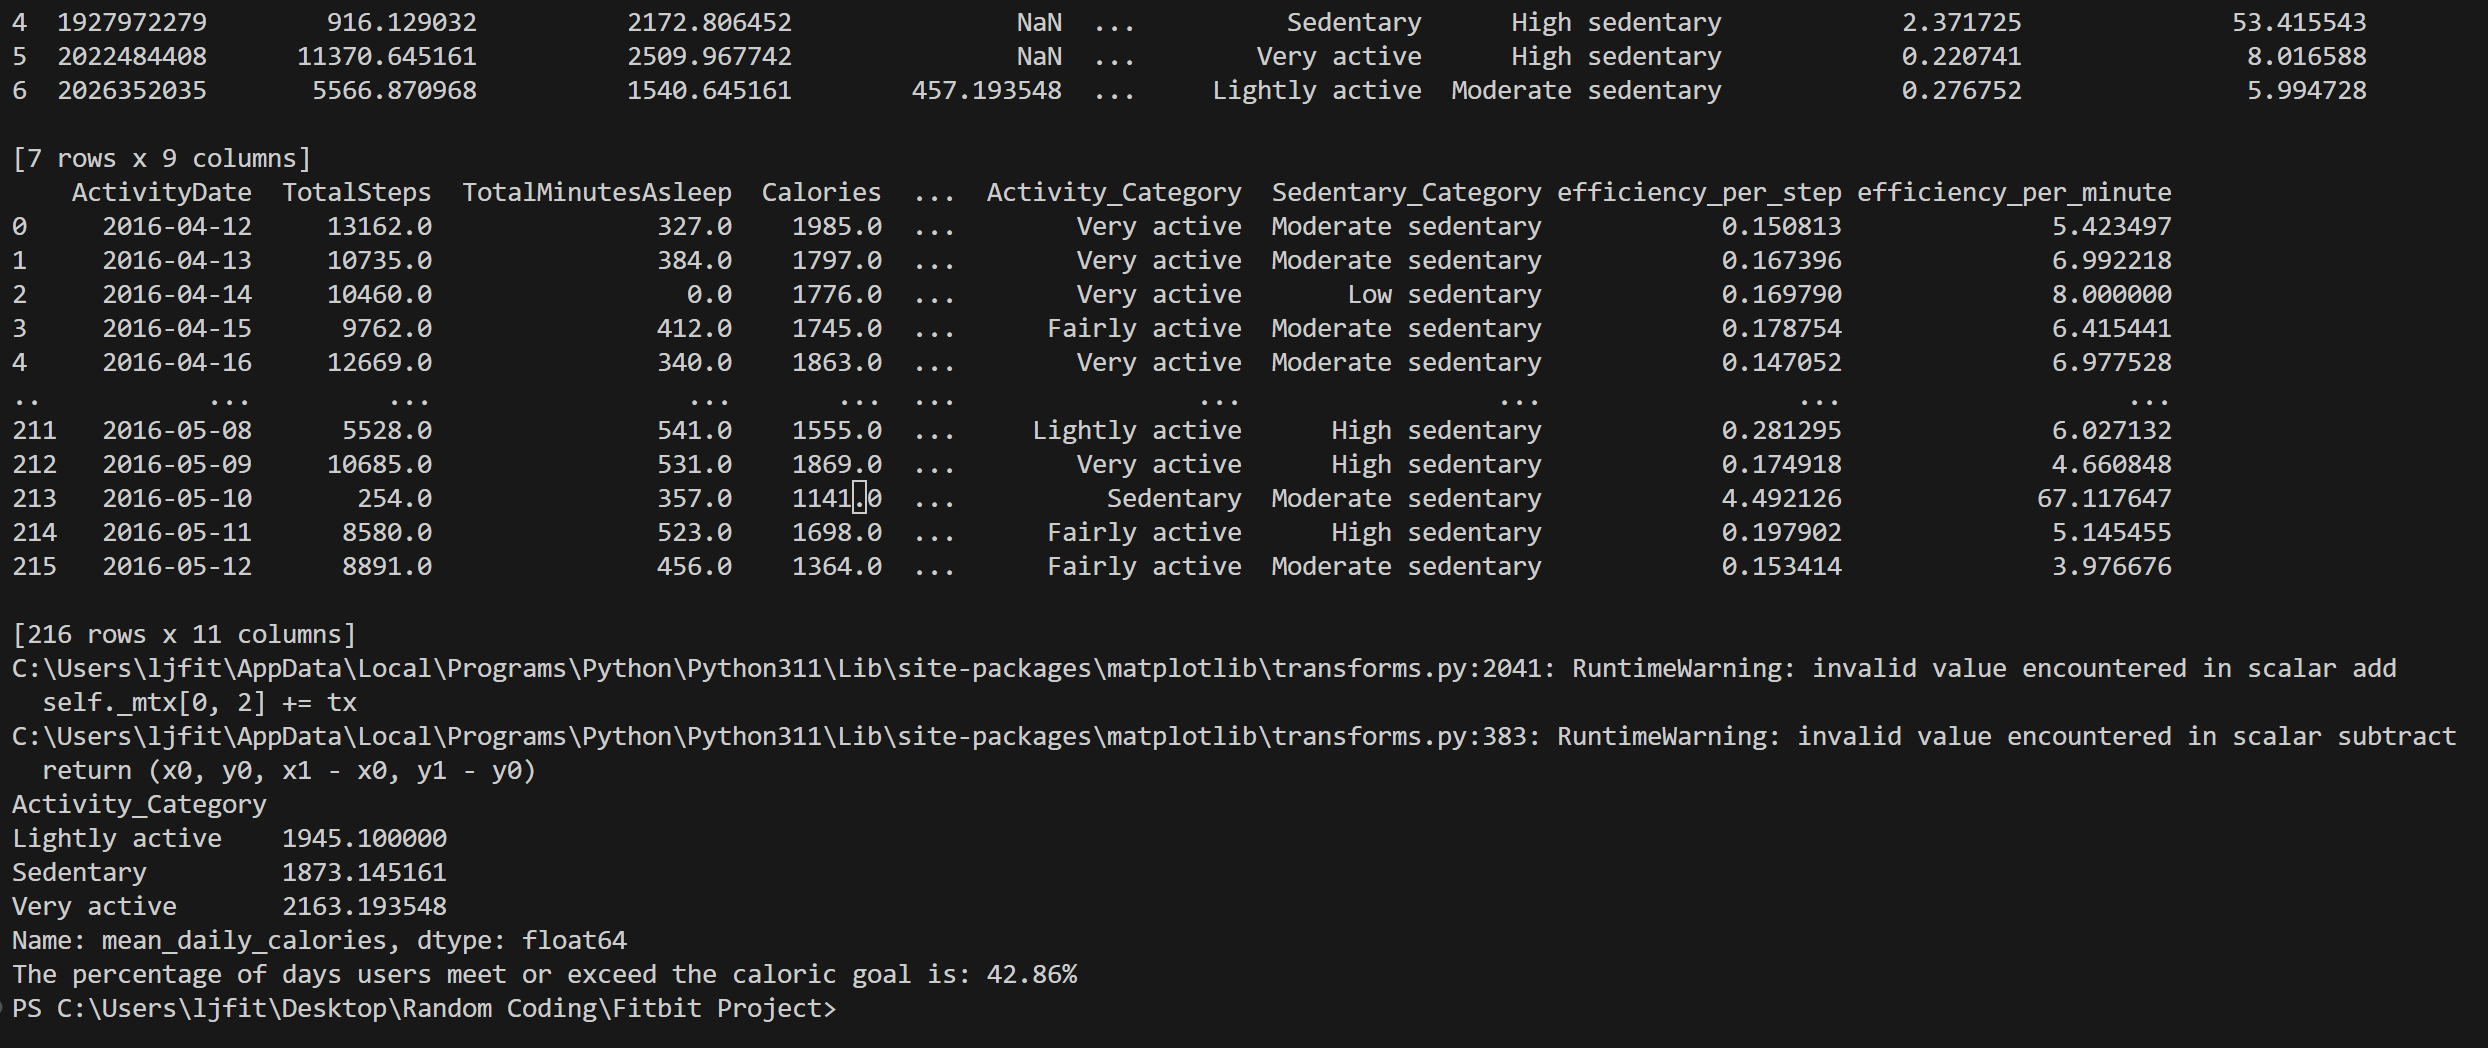 4  1927972279        916.129032          2172.806452               NaN  ...          Sedentary      High sedentary            2.371725              53.415543
5  2022484408      11370.645161          2509.967742               NaN  ...        Very active      High sedentary            0.220741               8.016588
6  2026352035       5566.870968          1540.645161        457.193548  ...     Lightly active  Moderate sedentary            0.276752               5.994728
[7 rows x 9 columns]
    ActivityDate  TotalSteps  TotalMinutesAsleep  Calories  ...  Activity_Category  Sedentary_Category efficiency_per_step efficiency_per_minute
0     2016-04-12     13162.0               327.0    1985.0  ...        Very active  Moderate sedentary            0.150813              5.423497
1     2016-04-13     10735.0               384.0    1797.0  ...        Very active  Moderate sedentary            0.167396              6.992218
2     2016-04-14     10460.0                 0.0    1776.0  ...        Very active       Low sedentary            0.169790              8.000000
3     2016-04-15      9762.0               412.0    1745.0  ...      Fairly active  Moderate sedentary            0.178754              6.415441
4     2016-04-16     12669.0               340.0    1863.0  ...        Very active  Moderate sedentary            0.147052              6.977528
..           ...         ...                 ...       ...  ...                ...                 ...                 ...                   ...
211   2016-05-08      5528.0               541.0    1555.0  ...     Lightly active      High sedentary            0.281295              6.027132
212   2016-05-09     10685.0               531.0    1869.0  ...        Very active      High sedentary            0.174918              4.660848
213   2016-05-10       254.0               357.0    1141.0  ...          Sedentary  Moderate sedentary            4.492126             67.117647
214   2016-05-11      8580.0               523.0    1698.0  ...      Fairly active      High sedentary            0.197902              5.145455
215   2016-05-12      8891.0               456.0    1364.0  ...      Fairly active  Moderate sedentary            0.153414              3.976676
[216 rows x 11 columns]
C:\Users\ljfit\AppData\Local\Programs\Python\Python311\Lib\site-packages\matplotlib\transforms.py:2041: RuntimeWarning: invalid value encountered in scalar add
  self._mtx[0, 2] += tx
C:\Users\ljfit\AppData\Local\Programs\Python\Python311\Lib\site-packages\matplotlib\transforms.py:383: RuntimeWarning: invalid value encountered in scalar subtract
  return (x0, y0, x1 - x0, y1 - y0)
Activity_Category
Lightly active    1945.100000
Sedentary         1873.145161
Very active       2163.193548
Name: mean_daily_calories, dtype: float64
The percentage of days users meet or exceed the caloric goal is: 42.86%
PS C:\Users\ljfit\Desktop\Random Coding\Fitbit Project>